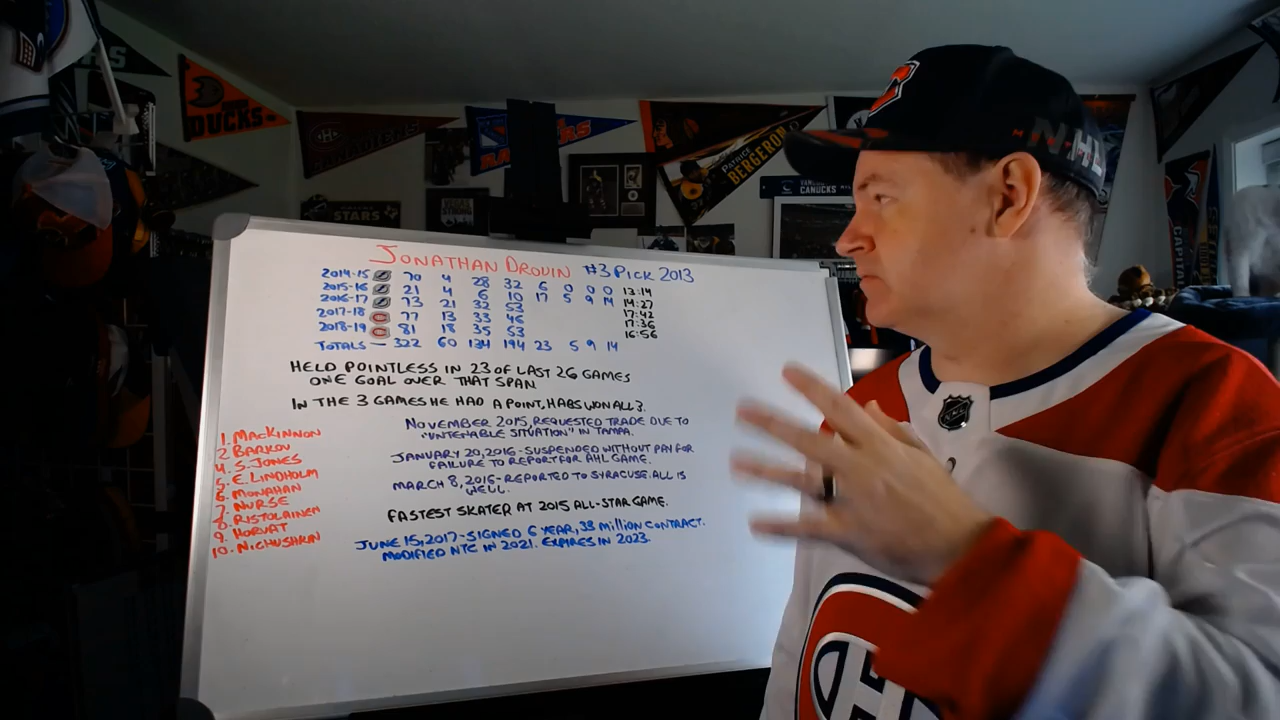 DUCKS
CANADIENS
RANGERS
PATRICE
BERGERON
STARS
CANUCKS
CAPITALS
NHL
JONATHAN DROUIN #3 PICK 2013
2014-15 70 4 28 32 6 0 0 0 13:14
2015-16 21 4 6 10 17 5 9 14 14:27
2016-17 73 21 32 53 17:42
2017-18 77 13 33 46 17:36
2018-19 81 18 35 53 16:56
TOTALS - 322 60 134 194 23 5 9 14
HELD POINTLESS IN 23 OF LAST 26 GAMES
ONE GOAL OVER THAT SPAN
IN THE 3 GAMES HE HAD A POINT, HABS WON ALL 3.
NOVEMBER 2015, REQUESTED TRADE DUE TO
"UNTENABLE SITUATION" IN TAMPA.
JANUARY 20, 2016 - SUSPENDED WITHOUT PAY FOR
FAILURE TO REPORT FOR AHL GAME.
MARCH 8, 2016 - REPORTED TO SYRACUSE. ALL IS
WELL.
FASTEST SKATER AT 2015 ALL-STAR GAME.
JUNE 15, 2017 - SIGNED 6 YEAR, 33 MILLION CONTRACT.
MODIFIED NTC IN 2021. EXPIRES IN 2023.
1. MACKINNON
2. BARKOV
4. S. JONES
5. E. LINDHOLM
6. MONAHAN
7. NURSE
8. RISTOLAINEN
9. HORVAT
10. NICHUSHKIN